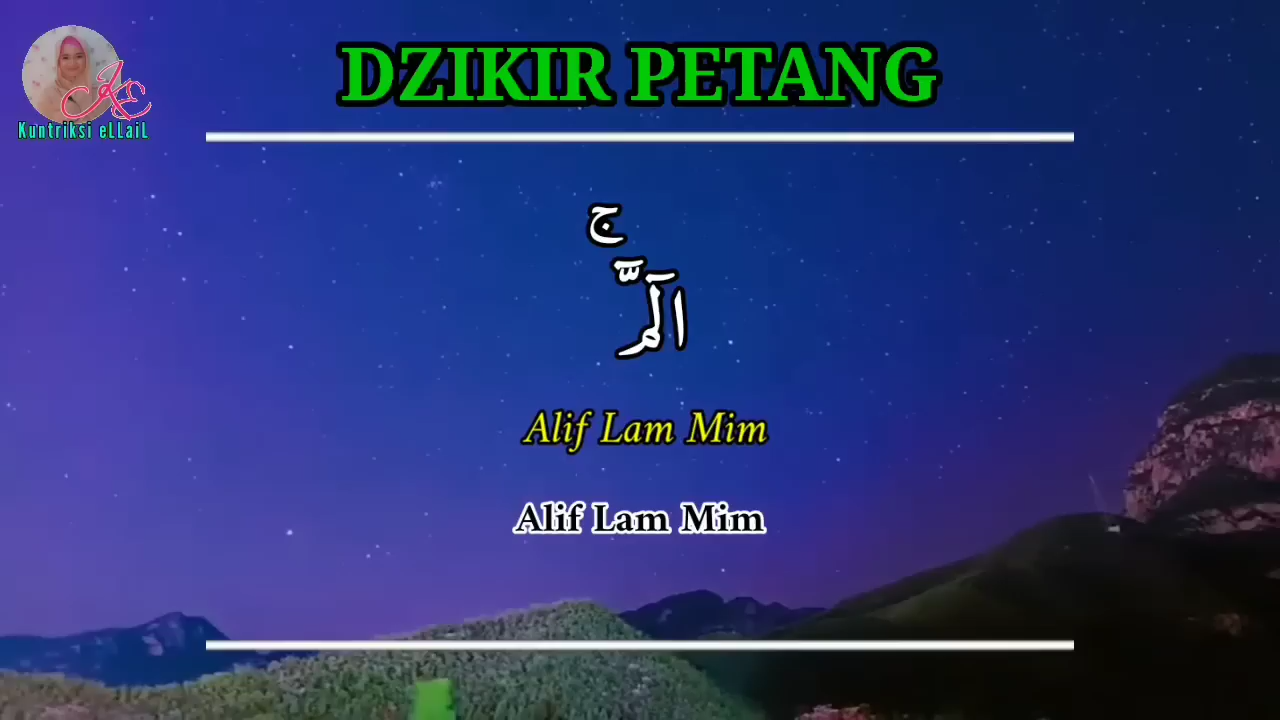 DZIKIR PETANG
Kuntriksi eLLaiL
الٓمّٓ ۚ
Alif Lam Mim
Alif Lam Mim